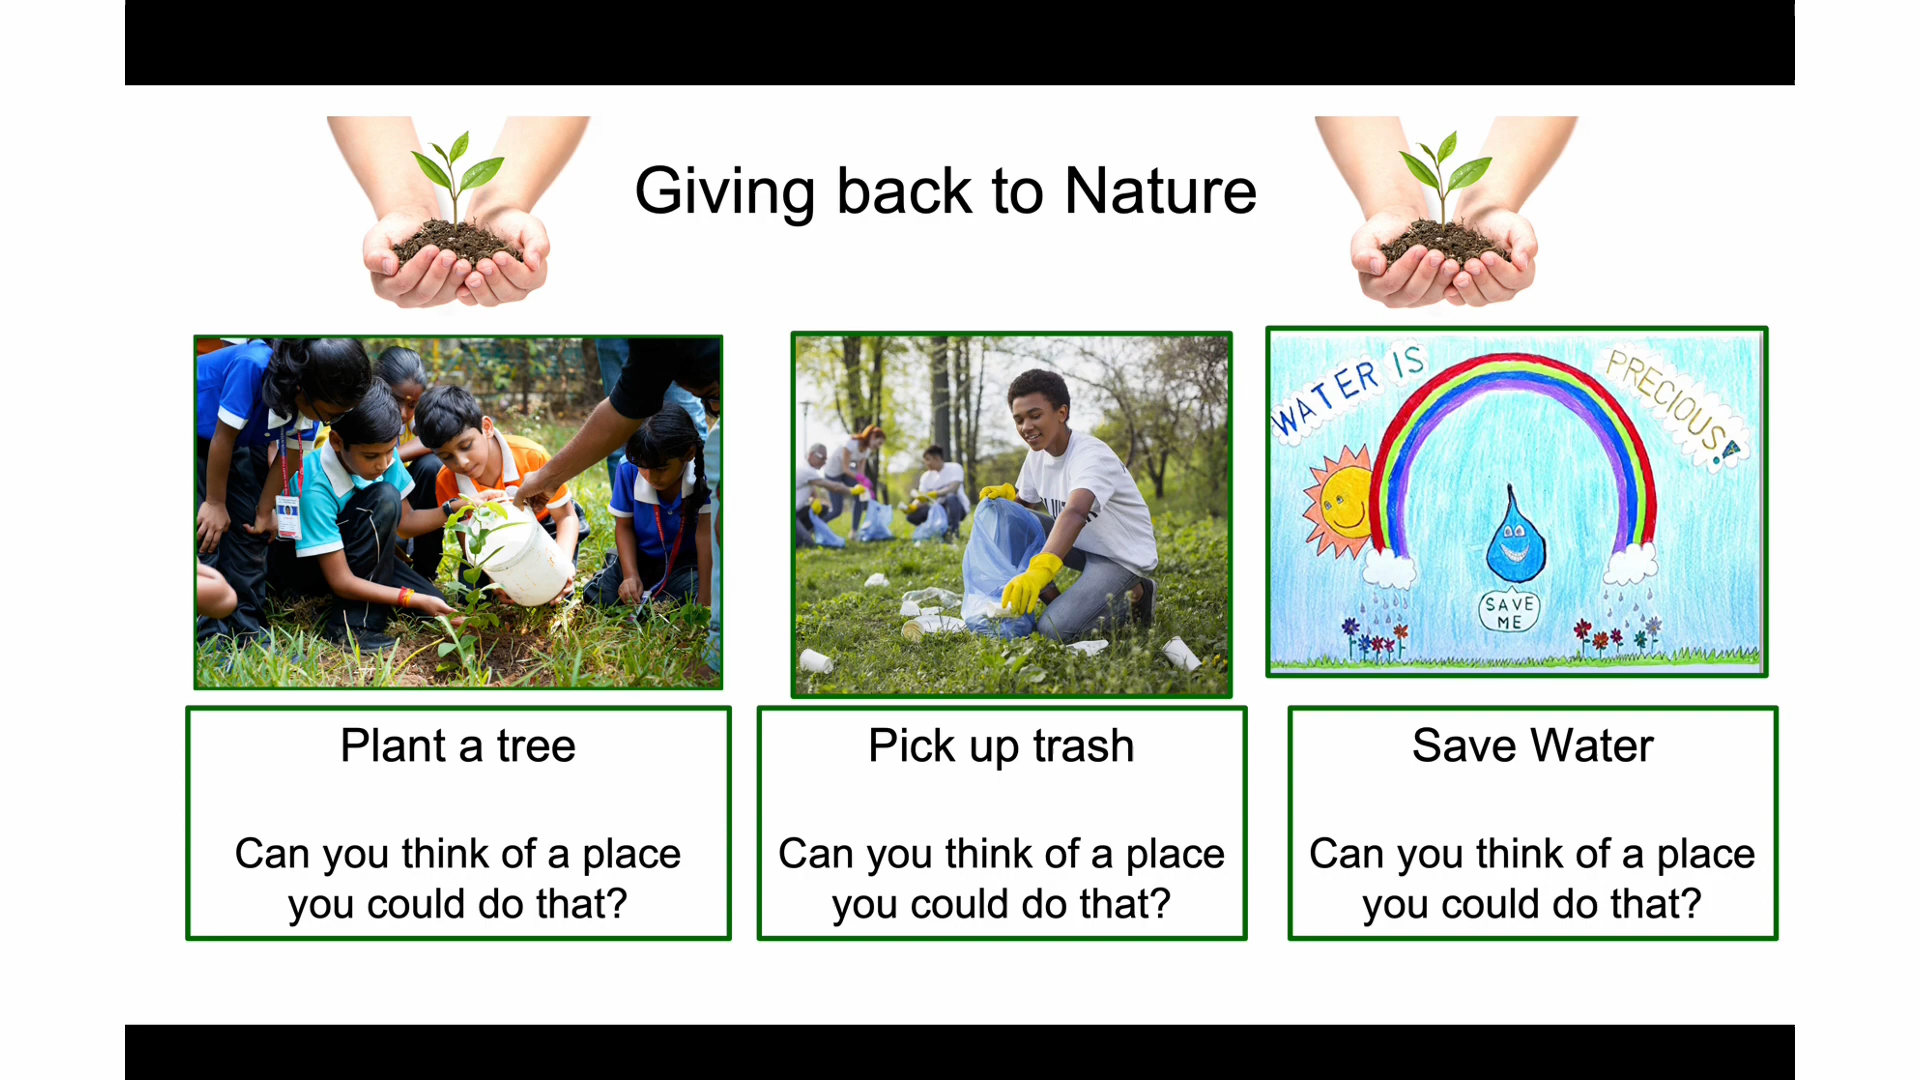 Giving back to Nature
WATER IS
PRECIOUS!
SAVE
ME
Plant a tree
Can you think of a place
you could do that?
Pick up trash
Can you think of a place
you could do that?
Save Water
Can you think of a place
you could do that?